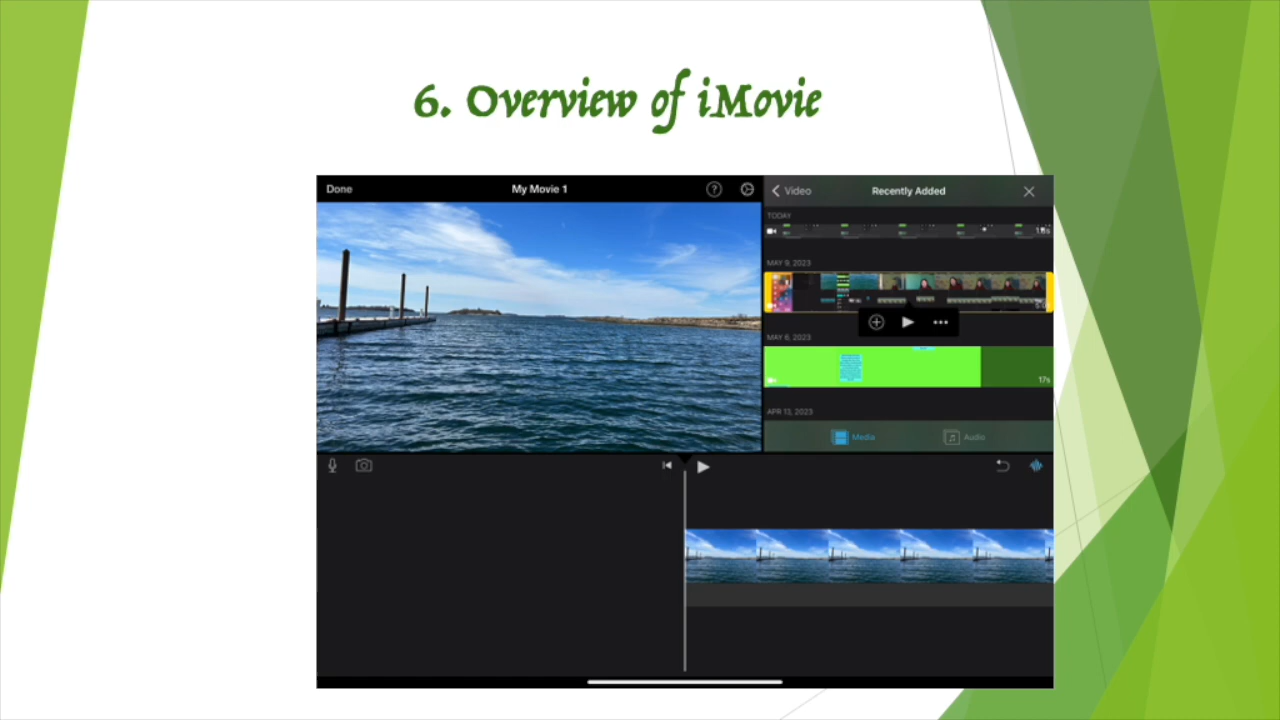 6. Overview of iMovie
Done
My Movie 1
?
Video
Recently Added
TODAY
MAY 9, 2023
MAY 6, 2023
17s
APR 13, 2023
Media
Audio